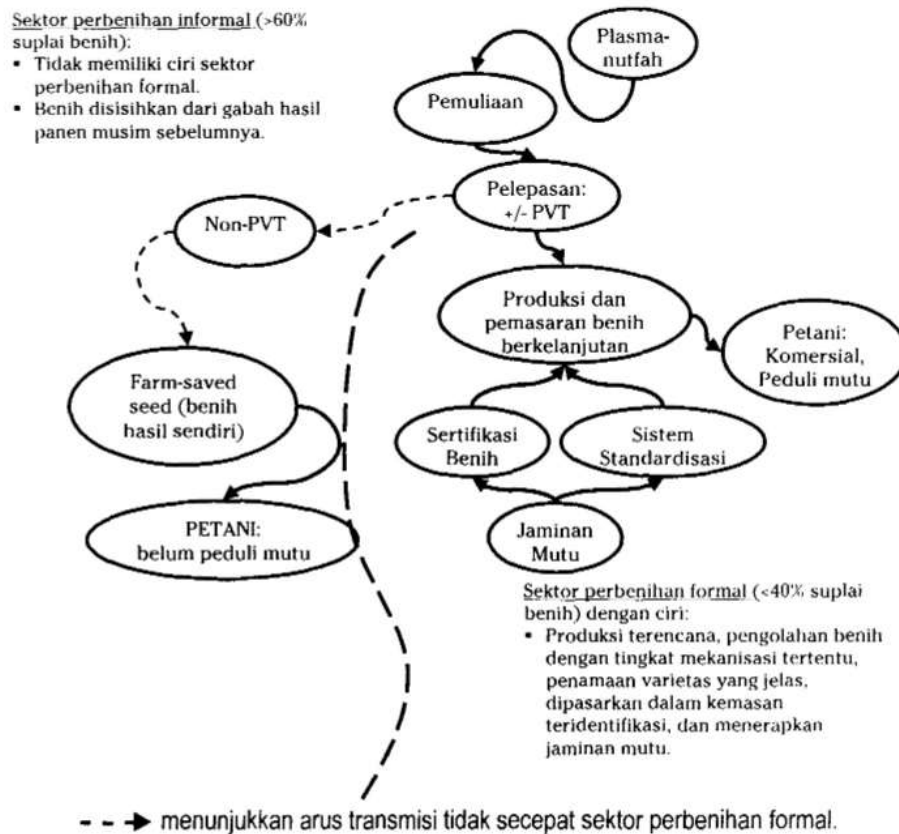 Sektor perbenihan informal (>60%
suplai benih):
▪ Tidak memiliki ciri sektor
perbenihan formal.
▪ Benih disisihkan dari gabah hasil
panen musim sebelumnya.
Plasma-
nutfah
Pemuliaan
Pelepasan:
+/- PVT
Non-PVT
Produksi dan
pemasaran benih
berkelanjutan
Petani:
Komersial,
Peduli mutu
Farm-saved
seed (benih
hasil sendiri)
Sertifikasi
Benih
Sistem
Standardisasi
PETANI:
belum peduli mutu
Jaminan
Mutu
Sektor perbenihan formal (<40% suplai
benih) dengan ciri:
▪ Produksi terencana, pengolahan benih
dengan tingkat mekanisasi tertentu,
penamaan varietas yang jelas,
dipasarkan dalam kemasan
teridentifikasi, dan menerapkan
jaminan mutu.
menunjukkan arus transmisi tidak secepat sektor perbenihan formal.